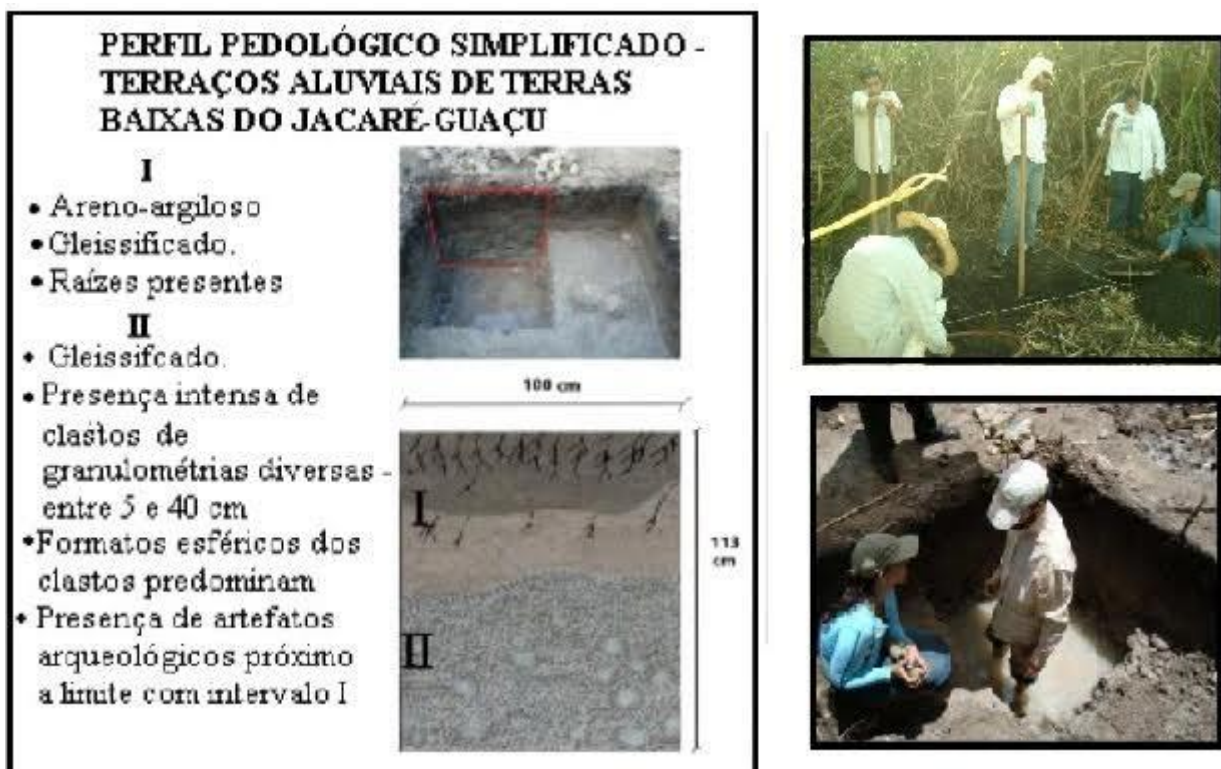 PERFIL PEDOLÓGICO SIMPLIFICADO -
TERRAÇOS ALUVIAIS DE TERRAS
BAIXAS DO JACARÉ-GUAÇU
I
• Areno-argiloso
• Gleissificado.
• Raízes presentes
II
• Gleissifcado.
• Presença intensa de
clastos de
granulométrias diversas -
entre 5 e 40 cm
• Formatos esféricos dos
clastos predominam
• Presença de artefatos
arqueológicos próximo
a limite com intervalo I
100 cm
I
II
113
cm